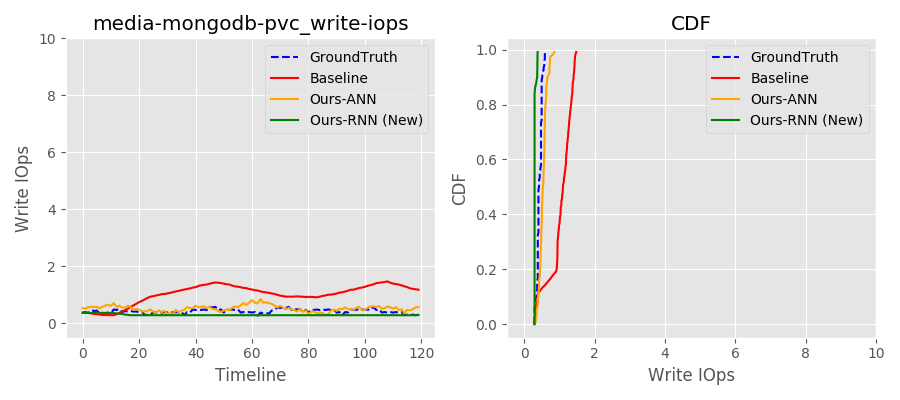 media-mongodb-pvc_write-iops
Write IOps
10
8
6
4
2
0
0 20 40 60 80 100 120
Timeline
GroundTruth
Baseline
Ours-ANN
Ours-RNN (New)
CDF
CDF
1.0
0.8
0.6
0.4
0.2
0.0
0 2 4 6 8 10
Write IOps
GroundTruth
Baseline
Ours-ANN
Ours-RNN (New)